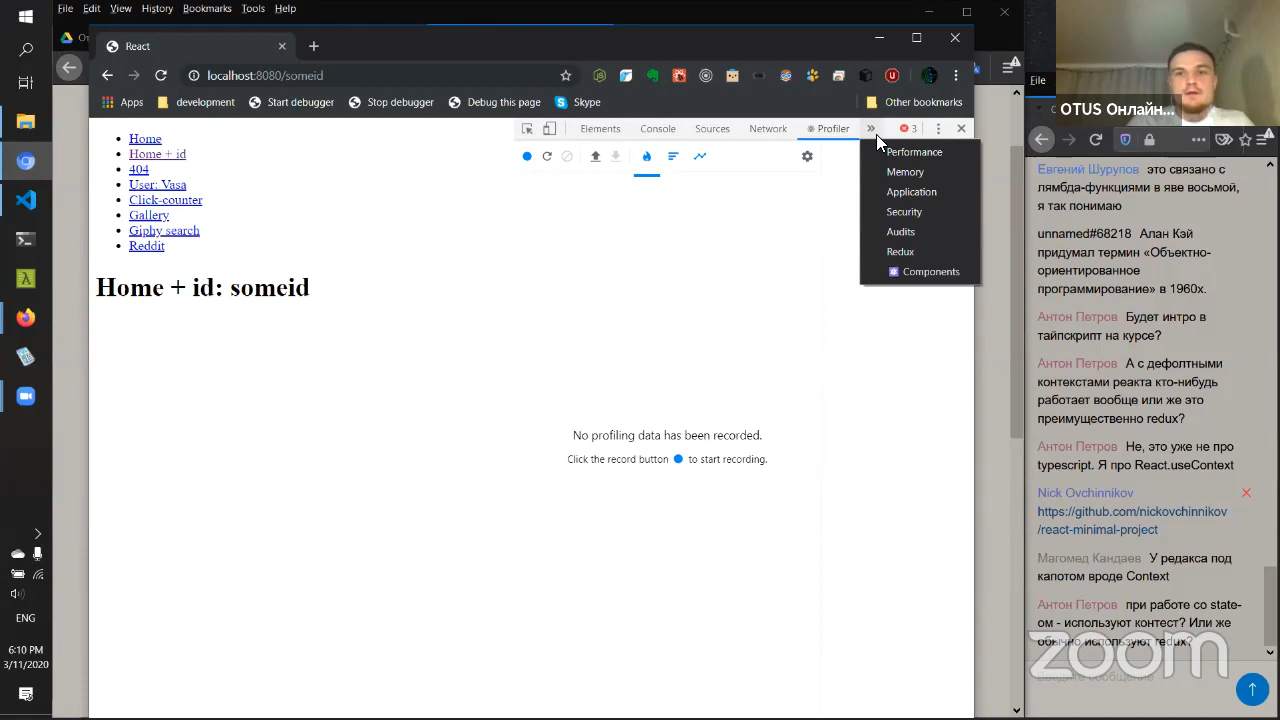 File Edit View History Bookmarks Tools Help
React
localhost:8080/someid
Apps development Start debugger Stop debugger Debug this page Skype Other bookmarks
Home
Home + id
404
User: Vasa
Click-counter
Gallery
Giphy search
Reddit
Home + id: someid
Elements Console Sources Network Profiler 3
Performance
Memory
Application
Security
Audits
Redux
Components
No profiling data has been recorded.
Click the record button to start recording.
File
OTUS Онлайн...
Евгений Шурупов это связано с
лямбда-функциями в яве восьмой,
я так понимаю
unnamed#68218 Алан Кэй
придумал термин «Объектно-
ориентированное
программирование» в 1960х.
Антон Петров Будет интро в
тайпскрипт на курсе?
Антон Петров А с дефолтными
контекстами реакта кто-нибудь
работает вообще или же это
преимущественно redux?
Антон Петров Не, это уже не про
typescript. Я про React.useContext
Nick Ovchinnikov
https://github.com/nickovchinnikov
/react-minimal-project
Магомед Кандаев У редакса под
капотом вроде Context
Антон Петров при работе со state-
ом - используют контест? Или же
обычно используют redux?
Введите сообщение
zoom
ENG
6:10 PM
3/11/2020